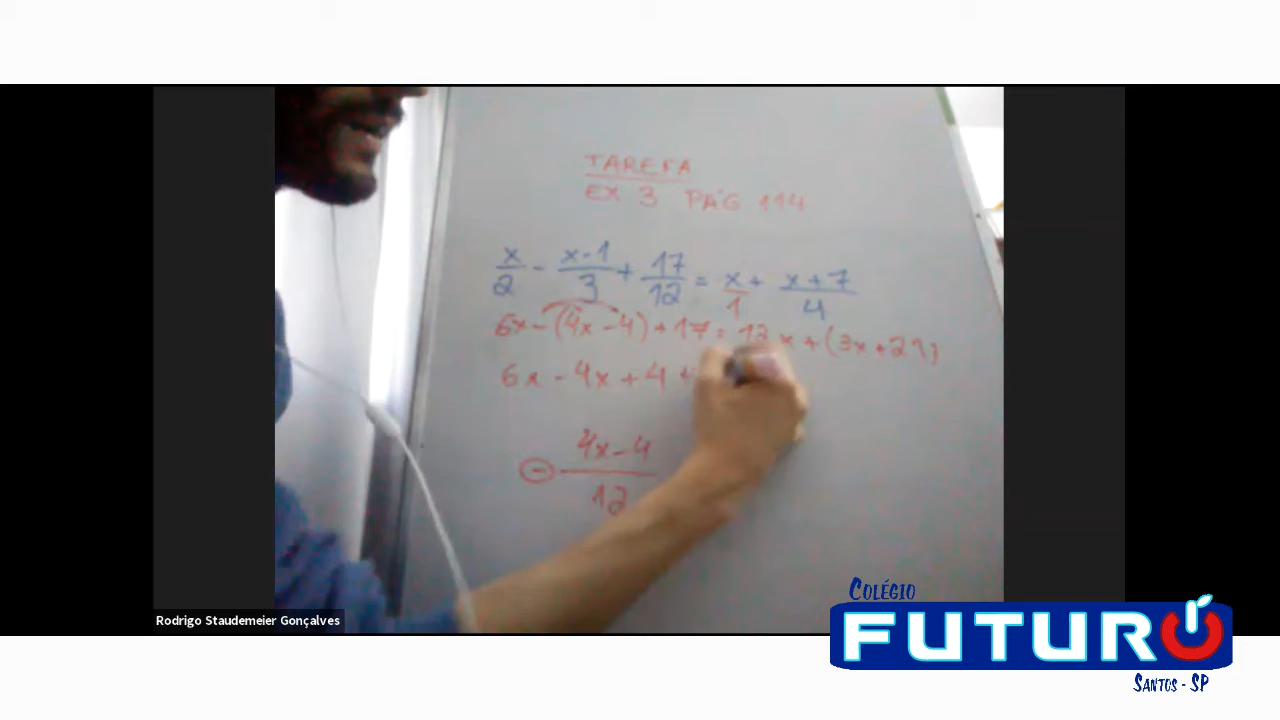 TAREFA
EX 3 PÁG 114
x/2 - x-1/3 + 17/12 = x/1 + x+7/4
6x - (4x - 4) + 17 = 12x + (3x + 21)
6x - 4x + 4 +
- 4x-4/12
Rodrigo Staudemeier Gonçalves
COLÉGIO
FUTURO
SANTOS - SP